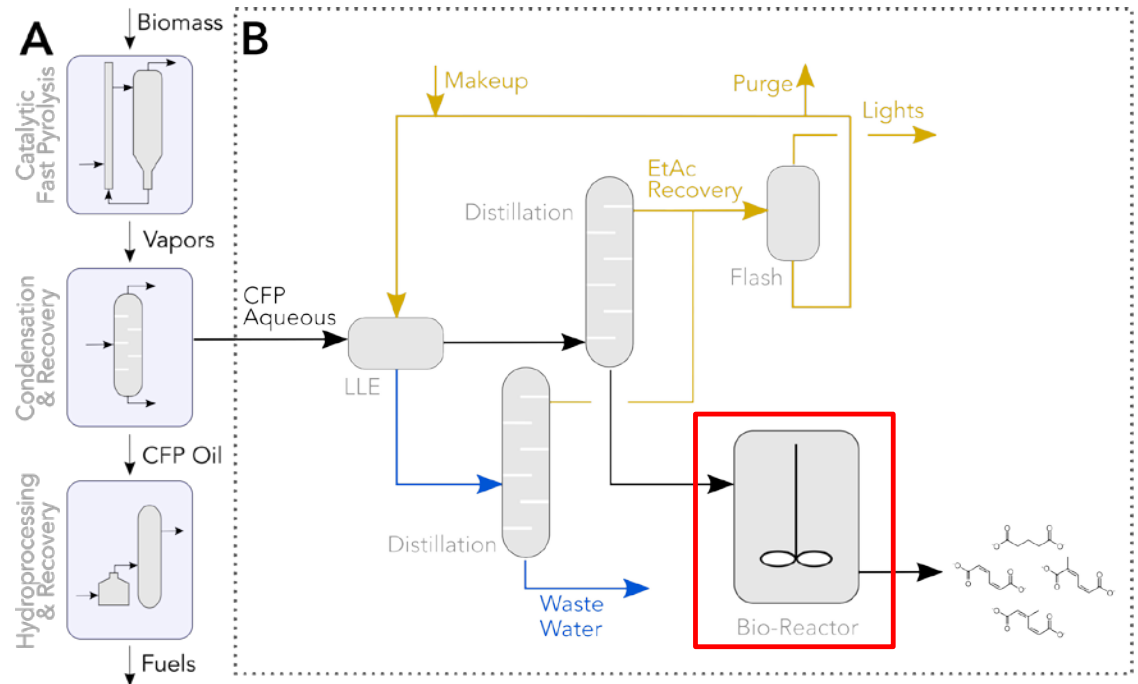 A
Biomass
Catalytic
Fast Pyrolysis
Vapors
Condensation
& Recovery
CFP Oil
Hydroprocessing
& Recovery
Fuels
B
Makeup
Purge
Lights
EtAc
Recovery
Distillation
Flash
CFP
Aqueous
LLE
Distillation
Waste
Water
Bio-Reactor
O
O
O-
O-
O
O
O-
O-
O
O
O-
O-
O
O
O-
O-